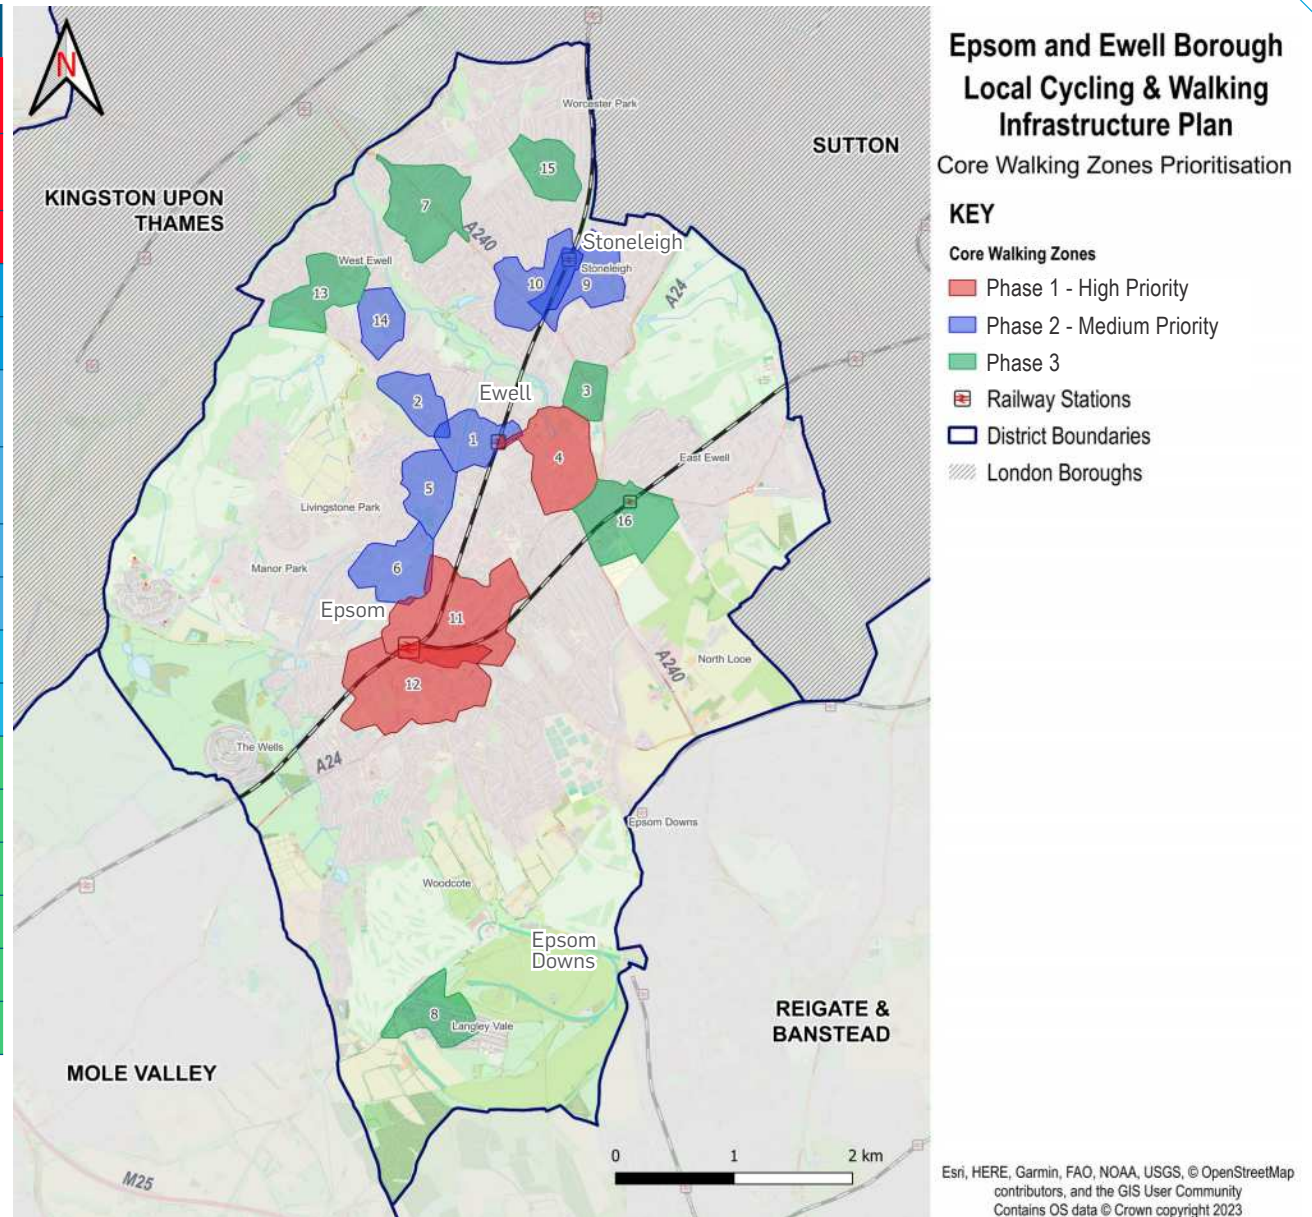 Epsom and Ewell Borough
Local Cycling & Walking
Infrastructure Plan
Core Walking Zones Prioritisation
KEY
Core Walking Zones
Phase 1 - High Priority
Phase 2 - Medium Priority
Phase 3
Railway Stations
District Boundaries
London Boroughs
N
Worcester Park
SUTTON
15
KINGSTON UPON
THAMES
7
A240
Stoneleigh
West Ewell
Stoneleigh
10
9
13
A24
14
Ewell
3
2
1
4
East Ewell
5
Livingstone Park
16
Manor Park
6
Epsom
11
North Looe
A240
12
The Wells
A24
Epsom Downs
Woodcote
Epsom
Downs
8
Langley Vale
REIGATE &
BANSTEAD
MOLE VALLEY
M25
0 1 2 km
Esri, HERE, Garmin, FAO, NOAA, USGS, © OpenStreetMap
contributors, and the GIS User Community
Contains OS data © Crown copyright 2023